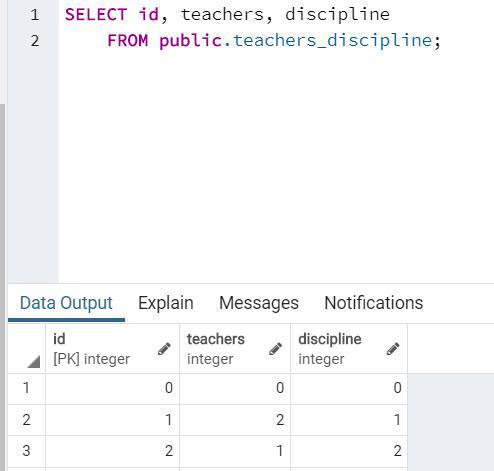 1 SELECT id, teachers, discipline
2 FROM public.teachers_discipline;
Data Output Explain Messages Notifications
id teachers discipline
[PK] integer integer integer
1 0 0 0
2 1 2 1
3 2 1 2